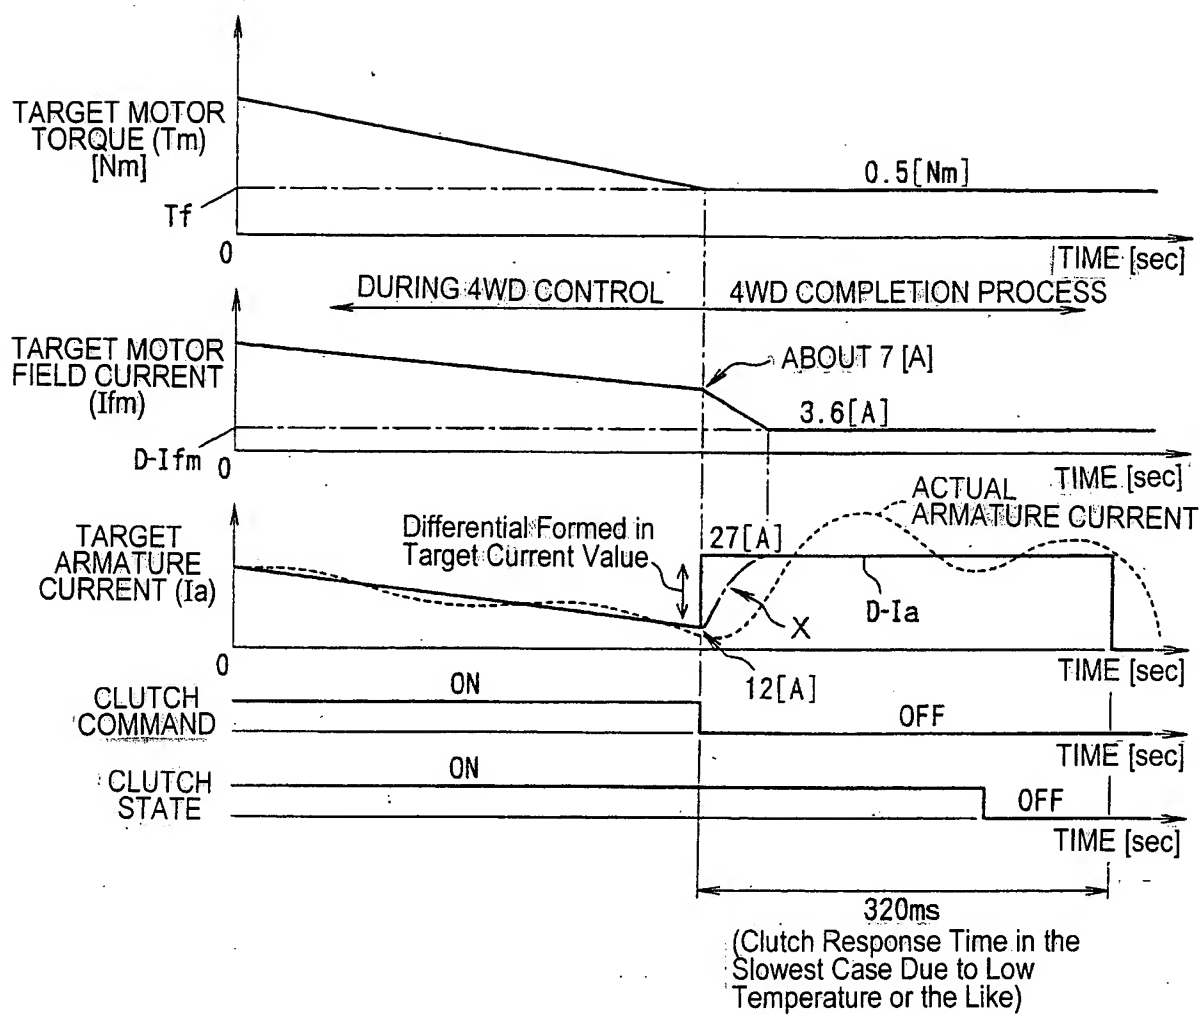 TARGET MOTOR
TORQUE (Tm)
[Nm]
0.5[Nm]
Tf
0
TIME [sec]
DURING 4WD CONTROL
4WD COMPLETION PROCESS
TARGET MOTOR
FIELD CURRENT
(Ifm)
ABOUT 7 [A]
3.6[A]
D-Ifm
0
TIME [sec]
ACTUAL
ARMATURE CURRENT
TARGET
ARMATURE
CURRENT (Ia)
Differential Formed in
Target Current Value
27[A]
D-Ia
X
12[A]
0
TIME [sec]
CLUTCH
COMMAND
ON
OFF
TIME [sec]
CLUTCH
STATE
ON
OFF
TIME [sec]
320ms
(Clutch Response Time in the
Slowest Case Due to Low
Temperature or the Like)